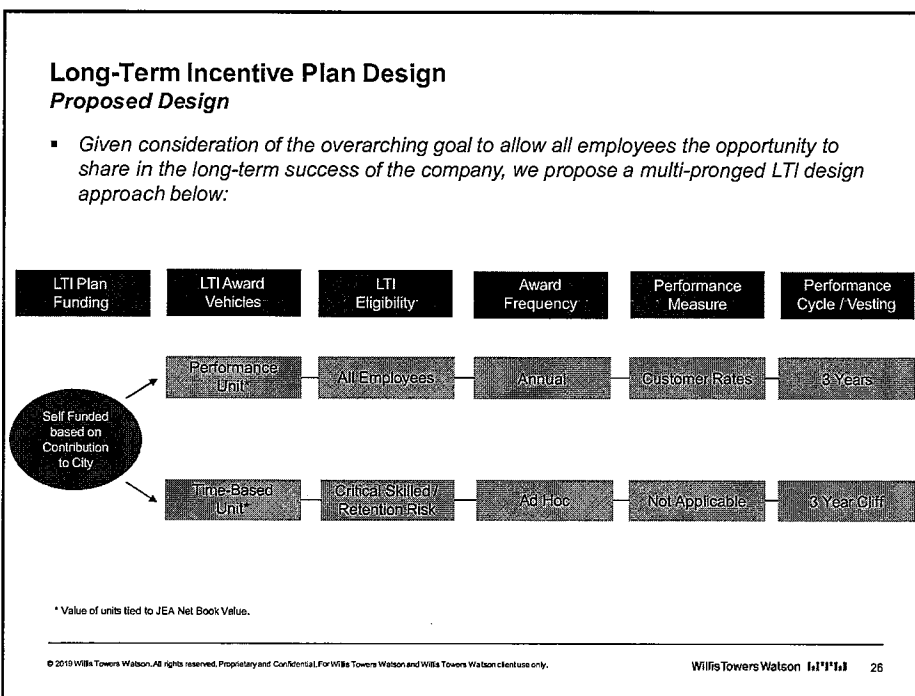 Long-Term Incentive Plan Design
Proposed Design
▪ Given consideration of the overarching goal to allow all employees the opportunity to
share in the long-term success of the company, we propose a multi-pronged LTI design
approach below:
LTI Plan
Funding
LTI Award
Vehicles
LTI
Eligibility
Award
Frequency
Performance
Measure
Performance
Cycle / Vesting
Self Funded
based on
Contribution
to City
Performance
Unit*
All Employees
Annual
Customer Rates
3 Years
Time-Based
Unit*
Critical Skilled /
Retention Risk
Ad Hoc
Not Applicable
3 Year Cliff
* Value of units tied to JEA Net Book Value.
© 2019 Willis Towers Watson. All rights reserved. Proprietary and Confidential. For Willis Towers Watson and Willis Towers Watson client use only.
WillisTowersWatson
26